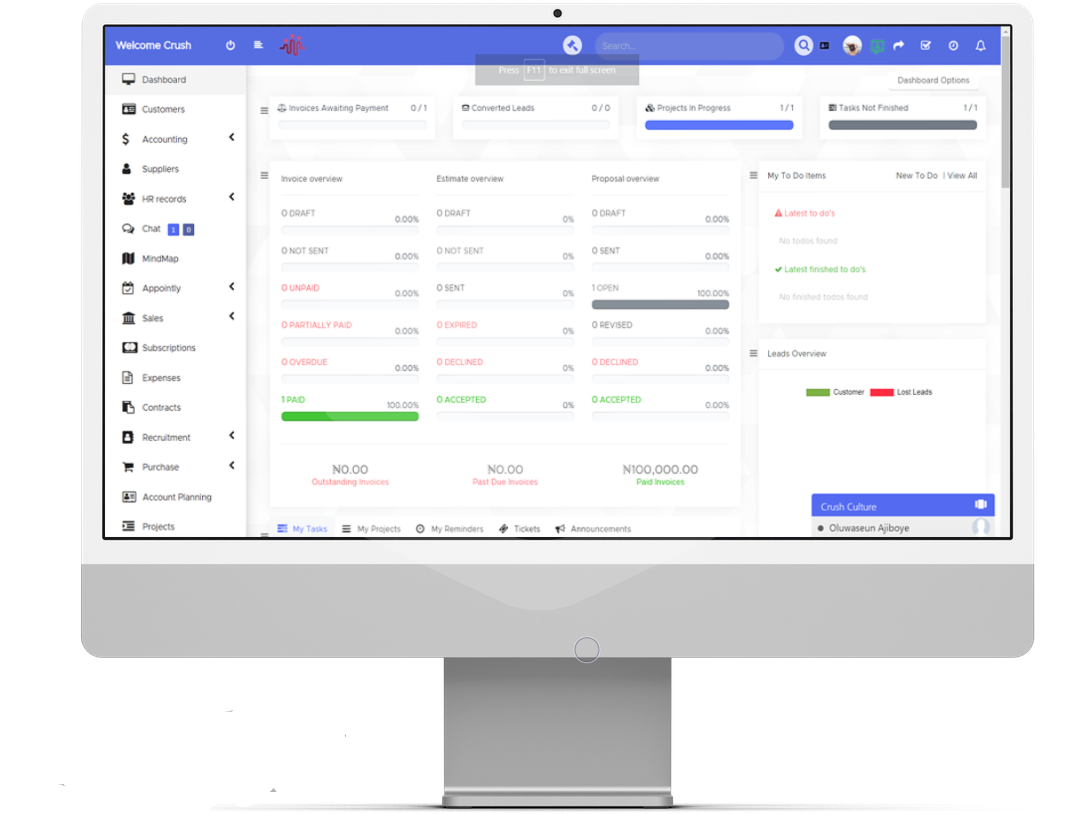 Welcome Crush
Search...
Press F11 to exit full screen
Dashboard Options
Dashboard
Customers
Accounting
Suppliers
HR records
Chat 1 0
MindMap
Appointly
Sales
Subscriptions
Expenses
Contracts
Recruitment
Purchase
Account Planning
Projects
Invoices Awaiting Payment 0 / 1
Converted Leads 0 / 0
Projects In Progress 1 / 1
Tasks Not Finished 1 / 1
Invoice overview
0 DRAFT 0.00%
0 NOT SENT 0.00%
0 UNPAID 0.00%
0 PARTIALLY PAID 0.00%
0 OVERDUE 0.00%
1 PAID 100.00%
Estimate overview
0 DRAFT 0%
0 NOT SENT 0%
0 SENT 0%
0 EXPIRED 0%
0 DECLINED 0%
0 ACCEPTED 0%
Proposal overview
0 DRAFT 0.00%
0 SENT 0.00%
1 OPEN 100.00%
0 REVISED 0.00%
0 DECLINED 0.00%
0 ACCEPTED 0.00%
₦0.00
Outstanding Invoices
₦0.00
Past Due Invoices
₦100,000.00
Paid Invoices
My Tasks My Projects My Reminders Tickets Announcements
My To Do Items New To Do | View All
Latest to do's
No todos found
Latest finished to do's
No finished todos found
Leads Overview
Customer Lost Leads
Crush Culture
Oluwaseun Ajiboye